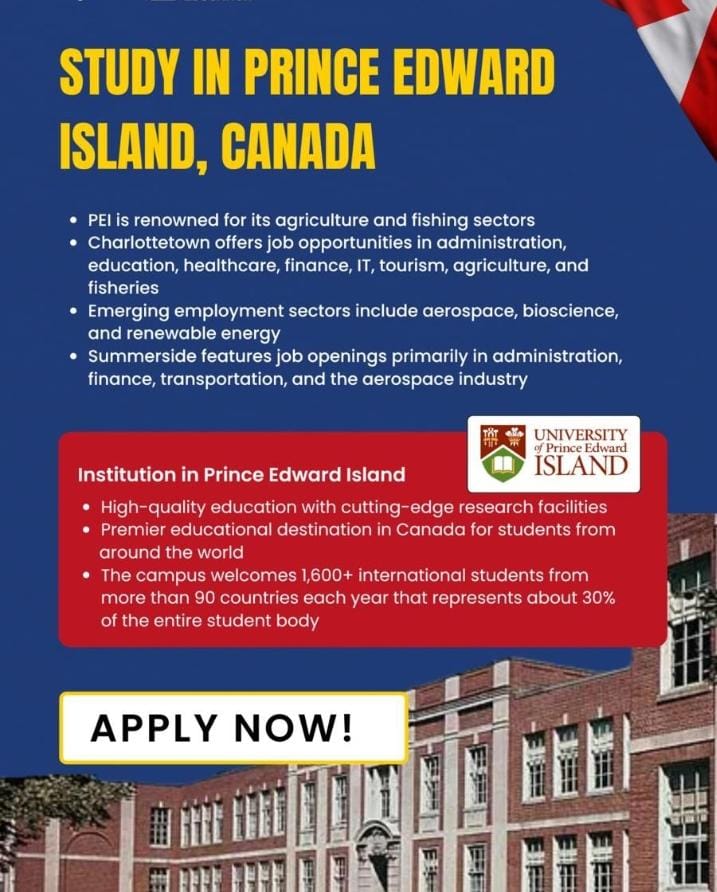 STUDY IN PRINCE EDWARD
ISLAND, CANADA
• PEI is renowned for its agriculture and fishing sectors
• Charlottetown offers job opportunities in administration,
education, healthcare, finance, IT, tourism, agriculture, and
fisheries
• Emerging employment sectors include aerospace, bioscience,
and renewable energy
• Summerside features job openings primarily in administration,
finance, transportation, and the aerospace industry
UNIVERSITY
of Prince Edward
ISLAND
Institution in Prince Edward Island
• High-quality education with cutting-edge research facilities
• Premier educational destination in Canada for students from
around the world
• The campus welcomes 1,600+ international students from
more than 90 countries each year that represents about 30%
of the entire student body
APPLY NOW!